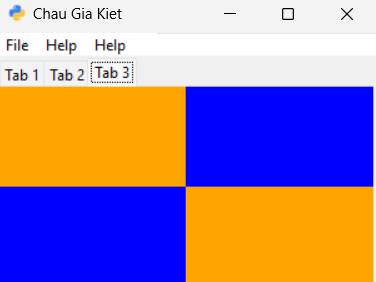 Chau Gia Kiet
File Help Help
Tab 1 Tab 2 Tab 3